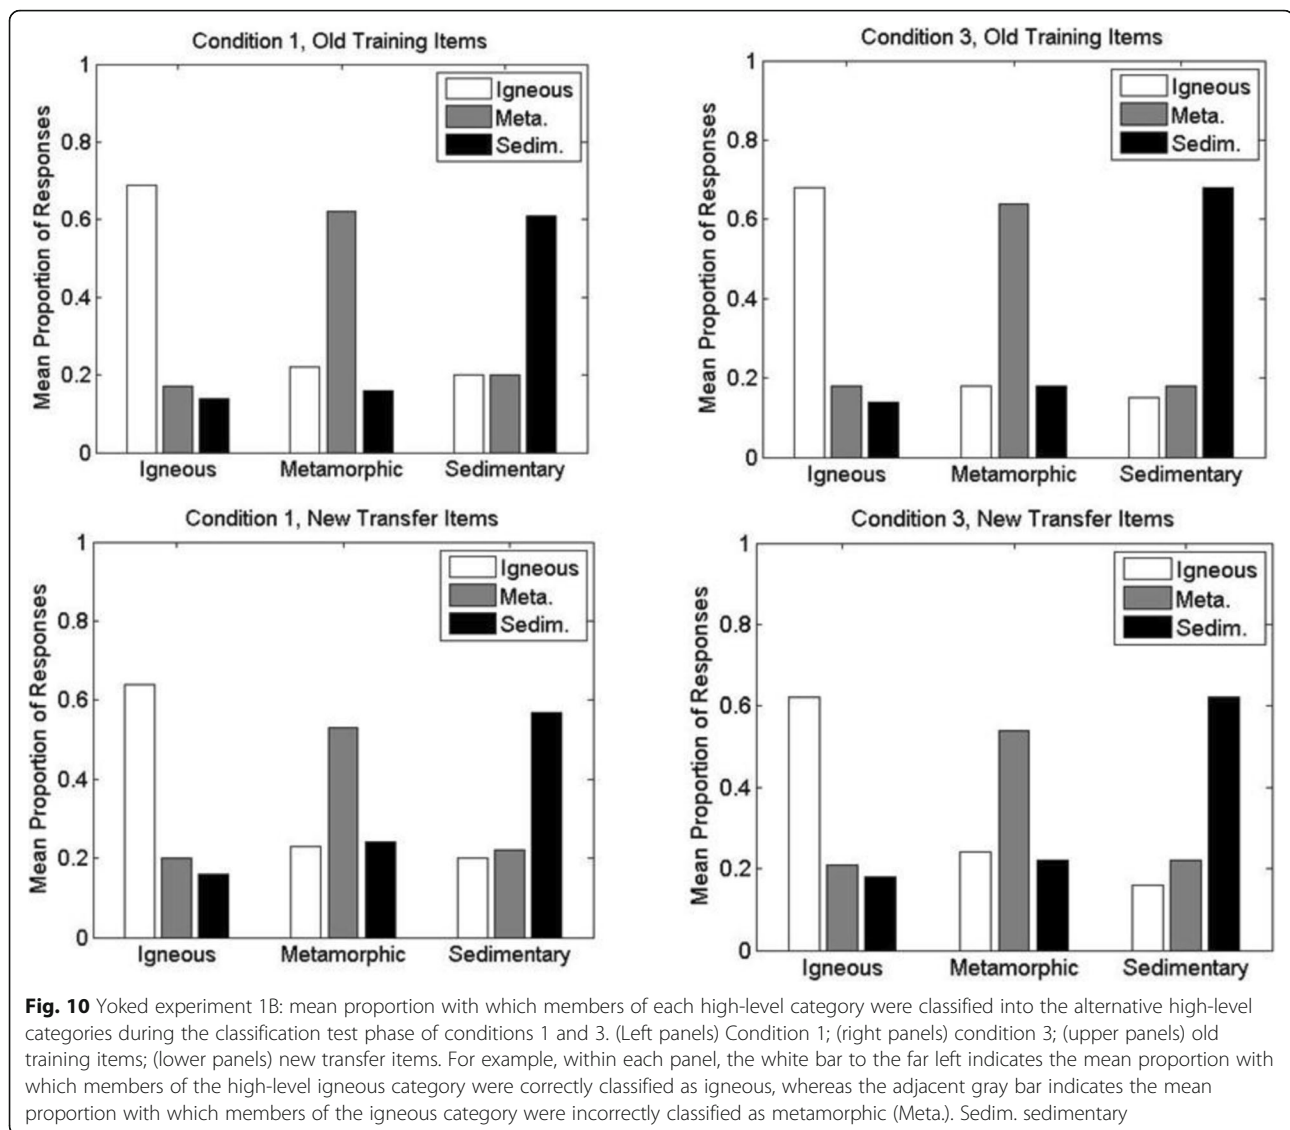 Condition 1, Old Training Items
Mean Proportion of Responses
1
0.8
0.6
0.4
0.2
0
Igneous
Meta.
Sedim.
Igneous Metamorphic Sedimentary
Condition 3, Old Training Items
Mean Proportion of Responses
1
0.8
0.6
0.4
0.2
0
Igneous
Meta.
Sedim.
Igneous Metamorphic Sedimentary
Condition 1, New Transfer Items
Mean Proportion of Responses
1
0.8
0.6
0.4
0.2
0
Igneous
Meta.
Sedim.
Igneous Metamorphic Sedimentary
Condition 3, New Transfer Items
Mean Proportion of Responses
1
0.8
0.6
0.4
0.2
0
Igneous
Meta.
Sedim.
Igneous Metamorphic Sedimentary
Fig. 10 Yoked experiment 1B: mean proportion with which members of each high-level category were classified into the alternative high-level
categories during the classification test phase of conditions 1 and 3. (Left panels) Condition 1; (right panels) condition 3; (upper panels) old
training items; (lower panels) new transfer items. For example, within each panel, the white bar to the far left indicates the mean proportion with
which members of the high-level igneous category were correctly classified as igneous, whereas the adjacent gray bar indicates the mean
proportion with which members of the igneous category were incorrectly classified as metamorphic (Meta.). Sedim. sedimentary